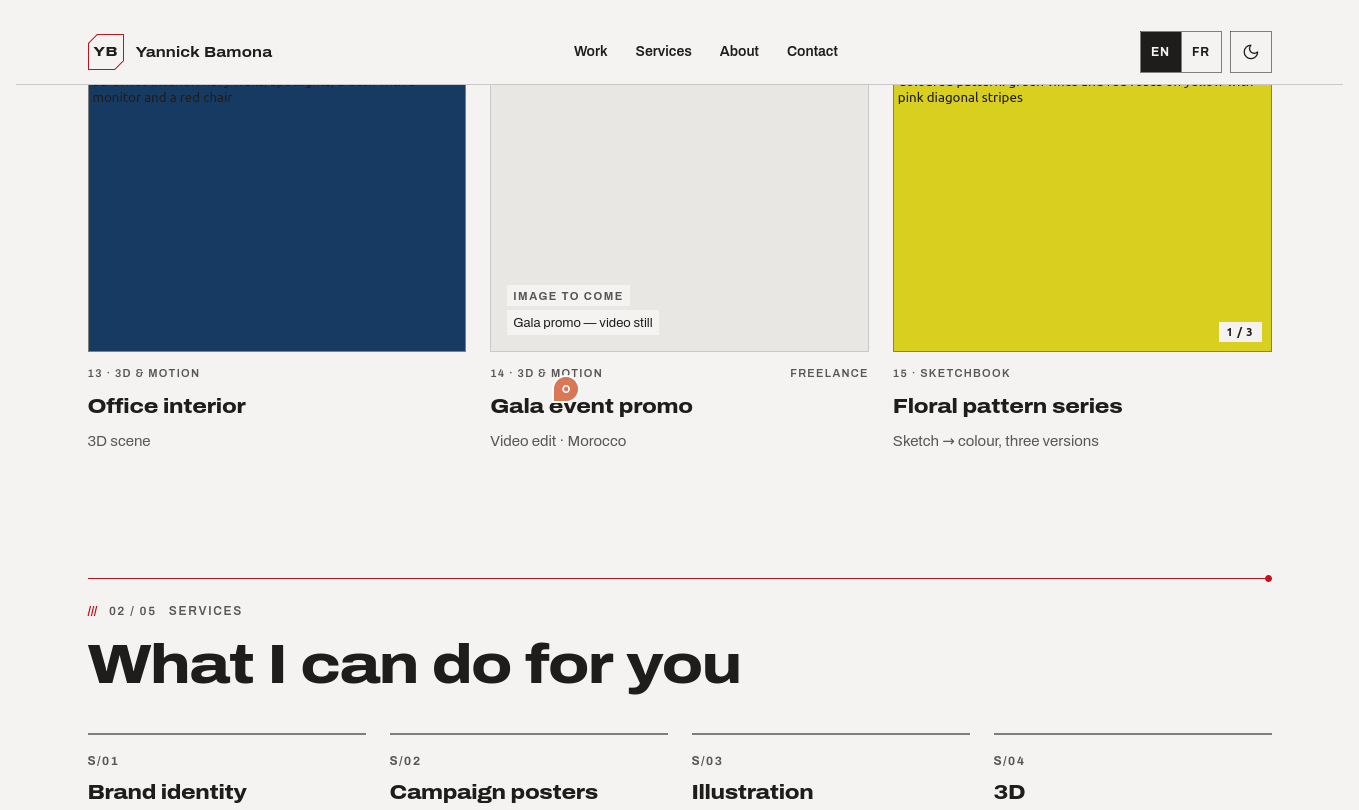 YB
Yannick Bamona
Work
Services
About
Contact
EN
FR
monitor and a red chair
pink diagonal stripes
IMAGE TO COME
Gala promo — video still
1 / 3
13 · 3D & MOTION
14 · 3D & MOTION
FREELANCE
15 · SKETCHBOOK
O
Office interior
Gala event promo
Floral pattern series
3D scene
Video edit · Morocco
Sketch → colour, three versions
/// 02 / 05 SERVICES
What I can do for you
S/01
S/02
S/03
S/04
Brand identity
Campaign posters
Illustration
3D